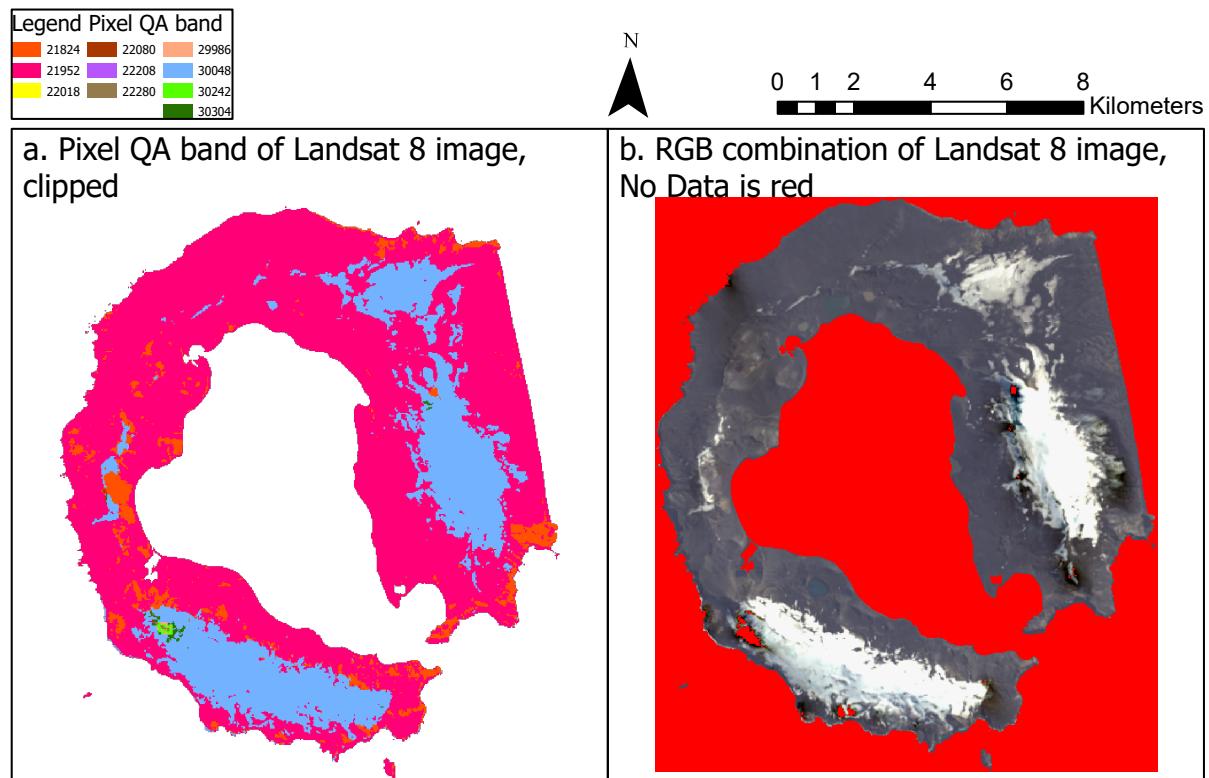 Legend Pixel QA band
21824 22080 29986
21952 22208 30048
22018 22280 30242
30304
N
0 1 2 4 6 8
Kilometers
a. Pixel QA band of Landsat 8 image,
clipped
b. RGB combination of Landsat 8 image,
No Data is red